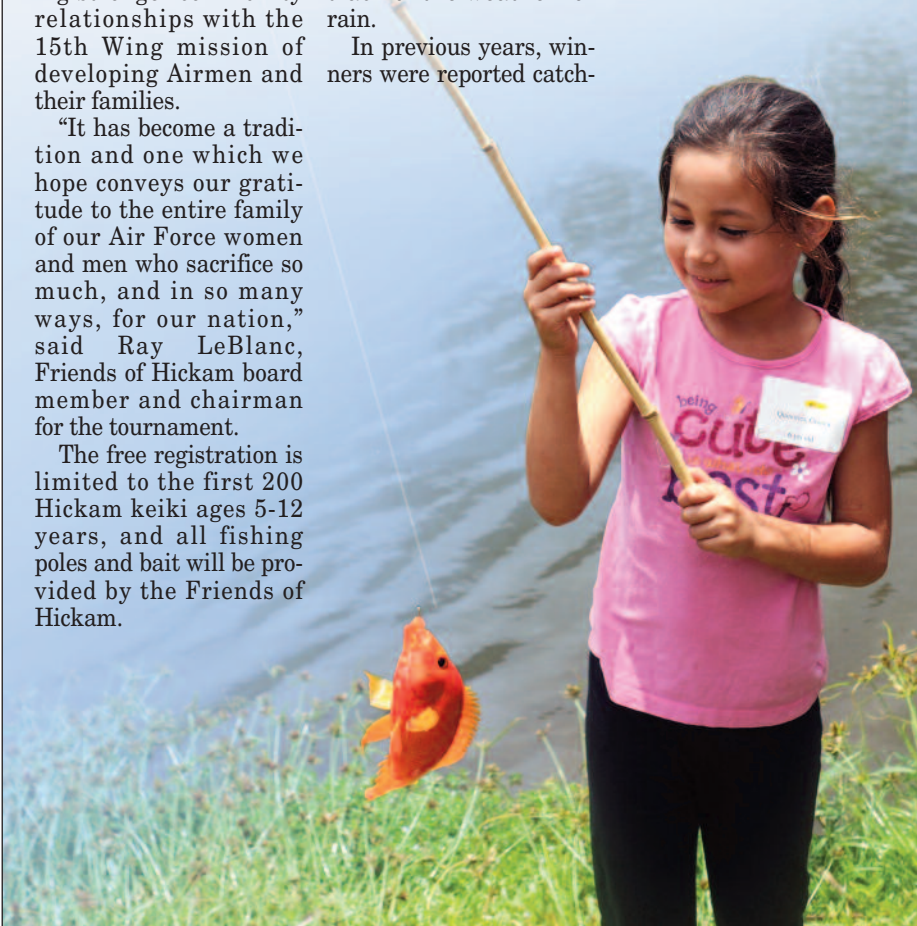 relationships with the
15th Wing mission of
developing Airmen and
their families.
“It has become a tradi-
tion and one which we
hope conveys our grati-
tude to the entire family
of our Air Force women
and men who sacrifice so
much, and in so many
ways, for our nation,”
said Ray LeBlanc,
Friends of Hickam board
member and chairman
for the tournament.
The free registration is
limited to the first 200
Hickam keiki ages 5-12
years, and all fishing
poles and bait will be pro-
vided by the Friends of
Hickam.
rain.
In previous years, win-
ners were reported catch-
being
cute
best